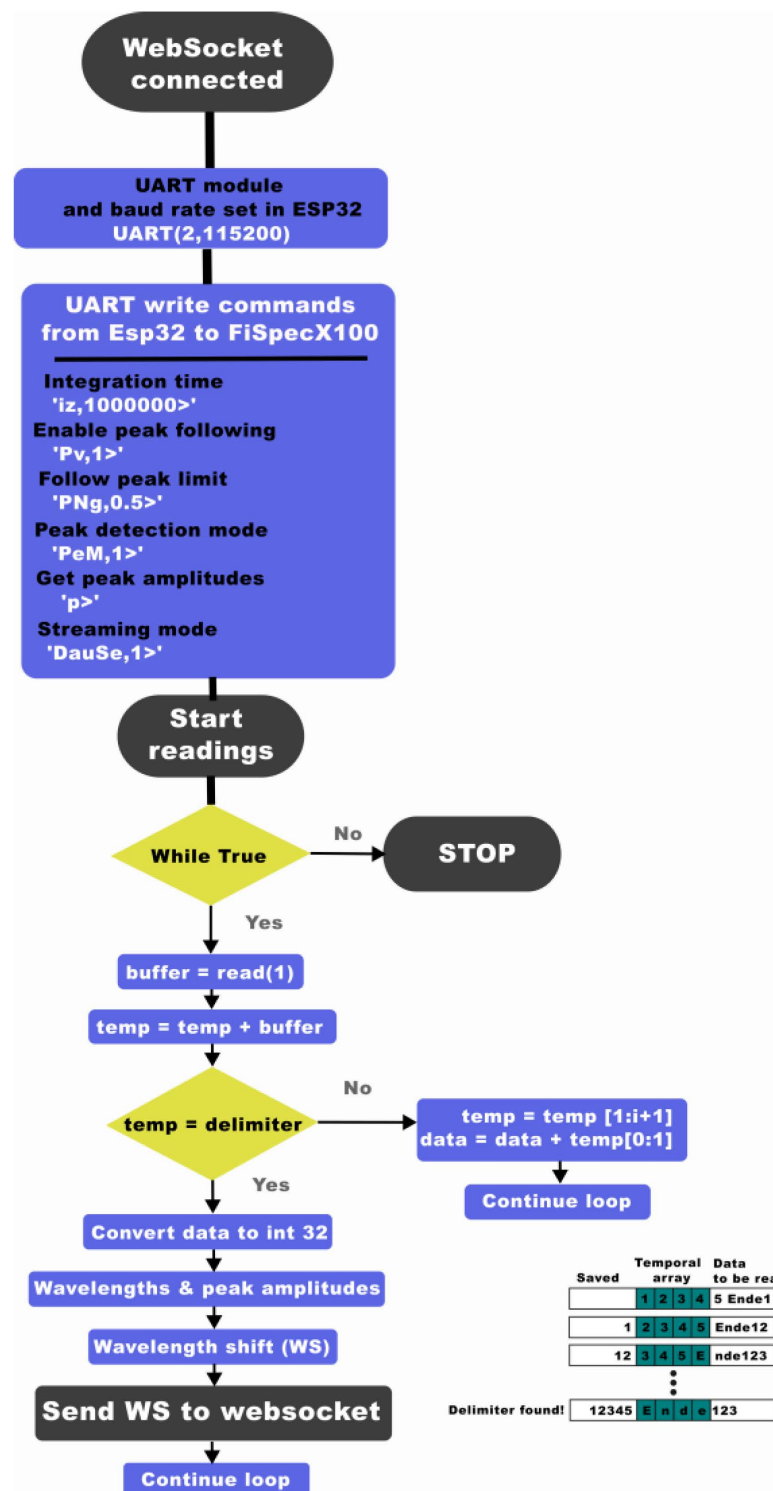 WebSocket
connected
UART module
and baud rate set in ESP32
UART(2,115200)
UART write commands
from Esp32 to FiSpecX100
Integration time
'iz,1000000>'
Enable peak following
'Pv,1>'
Follow peak limit
'PNg,0.5>'
Peak detection mode
'PeM,1>'
Get peak amplitudes
'p>'
Streaming mode
'DauSe,1>'
Start
readings
While True
No
STOP
Yes
buffer = read(1)
temp = temp + buffer
temp = delimiter
No
temp = temp [1:i+1]
data = data + temp[0:1]
Continue loop
Yes
Convert data to int 32
Wavelengths & peak amplitudes
Wavelength shift (WS)
Send WS to websocket
Continue loop
Saved
Temporal
array
Data
to be rea
1 2 3 4 5 Ende1
1 2 3 4 5 Ende12
12 3 4 5 E nde123
Delimiter found! 12345 E n d e 123